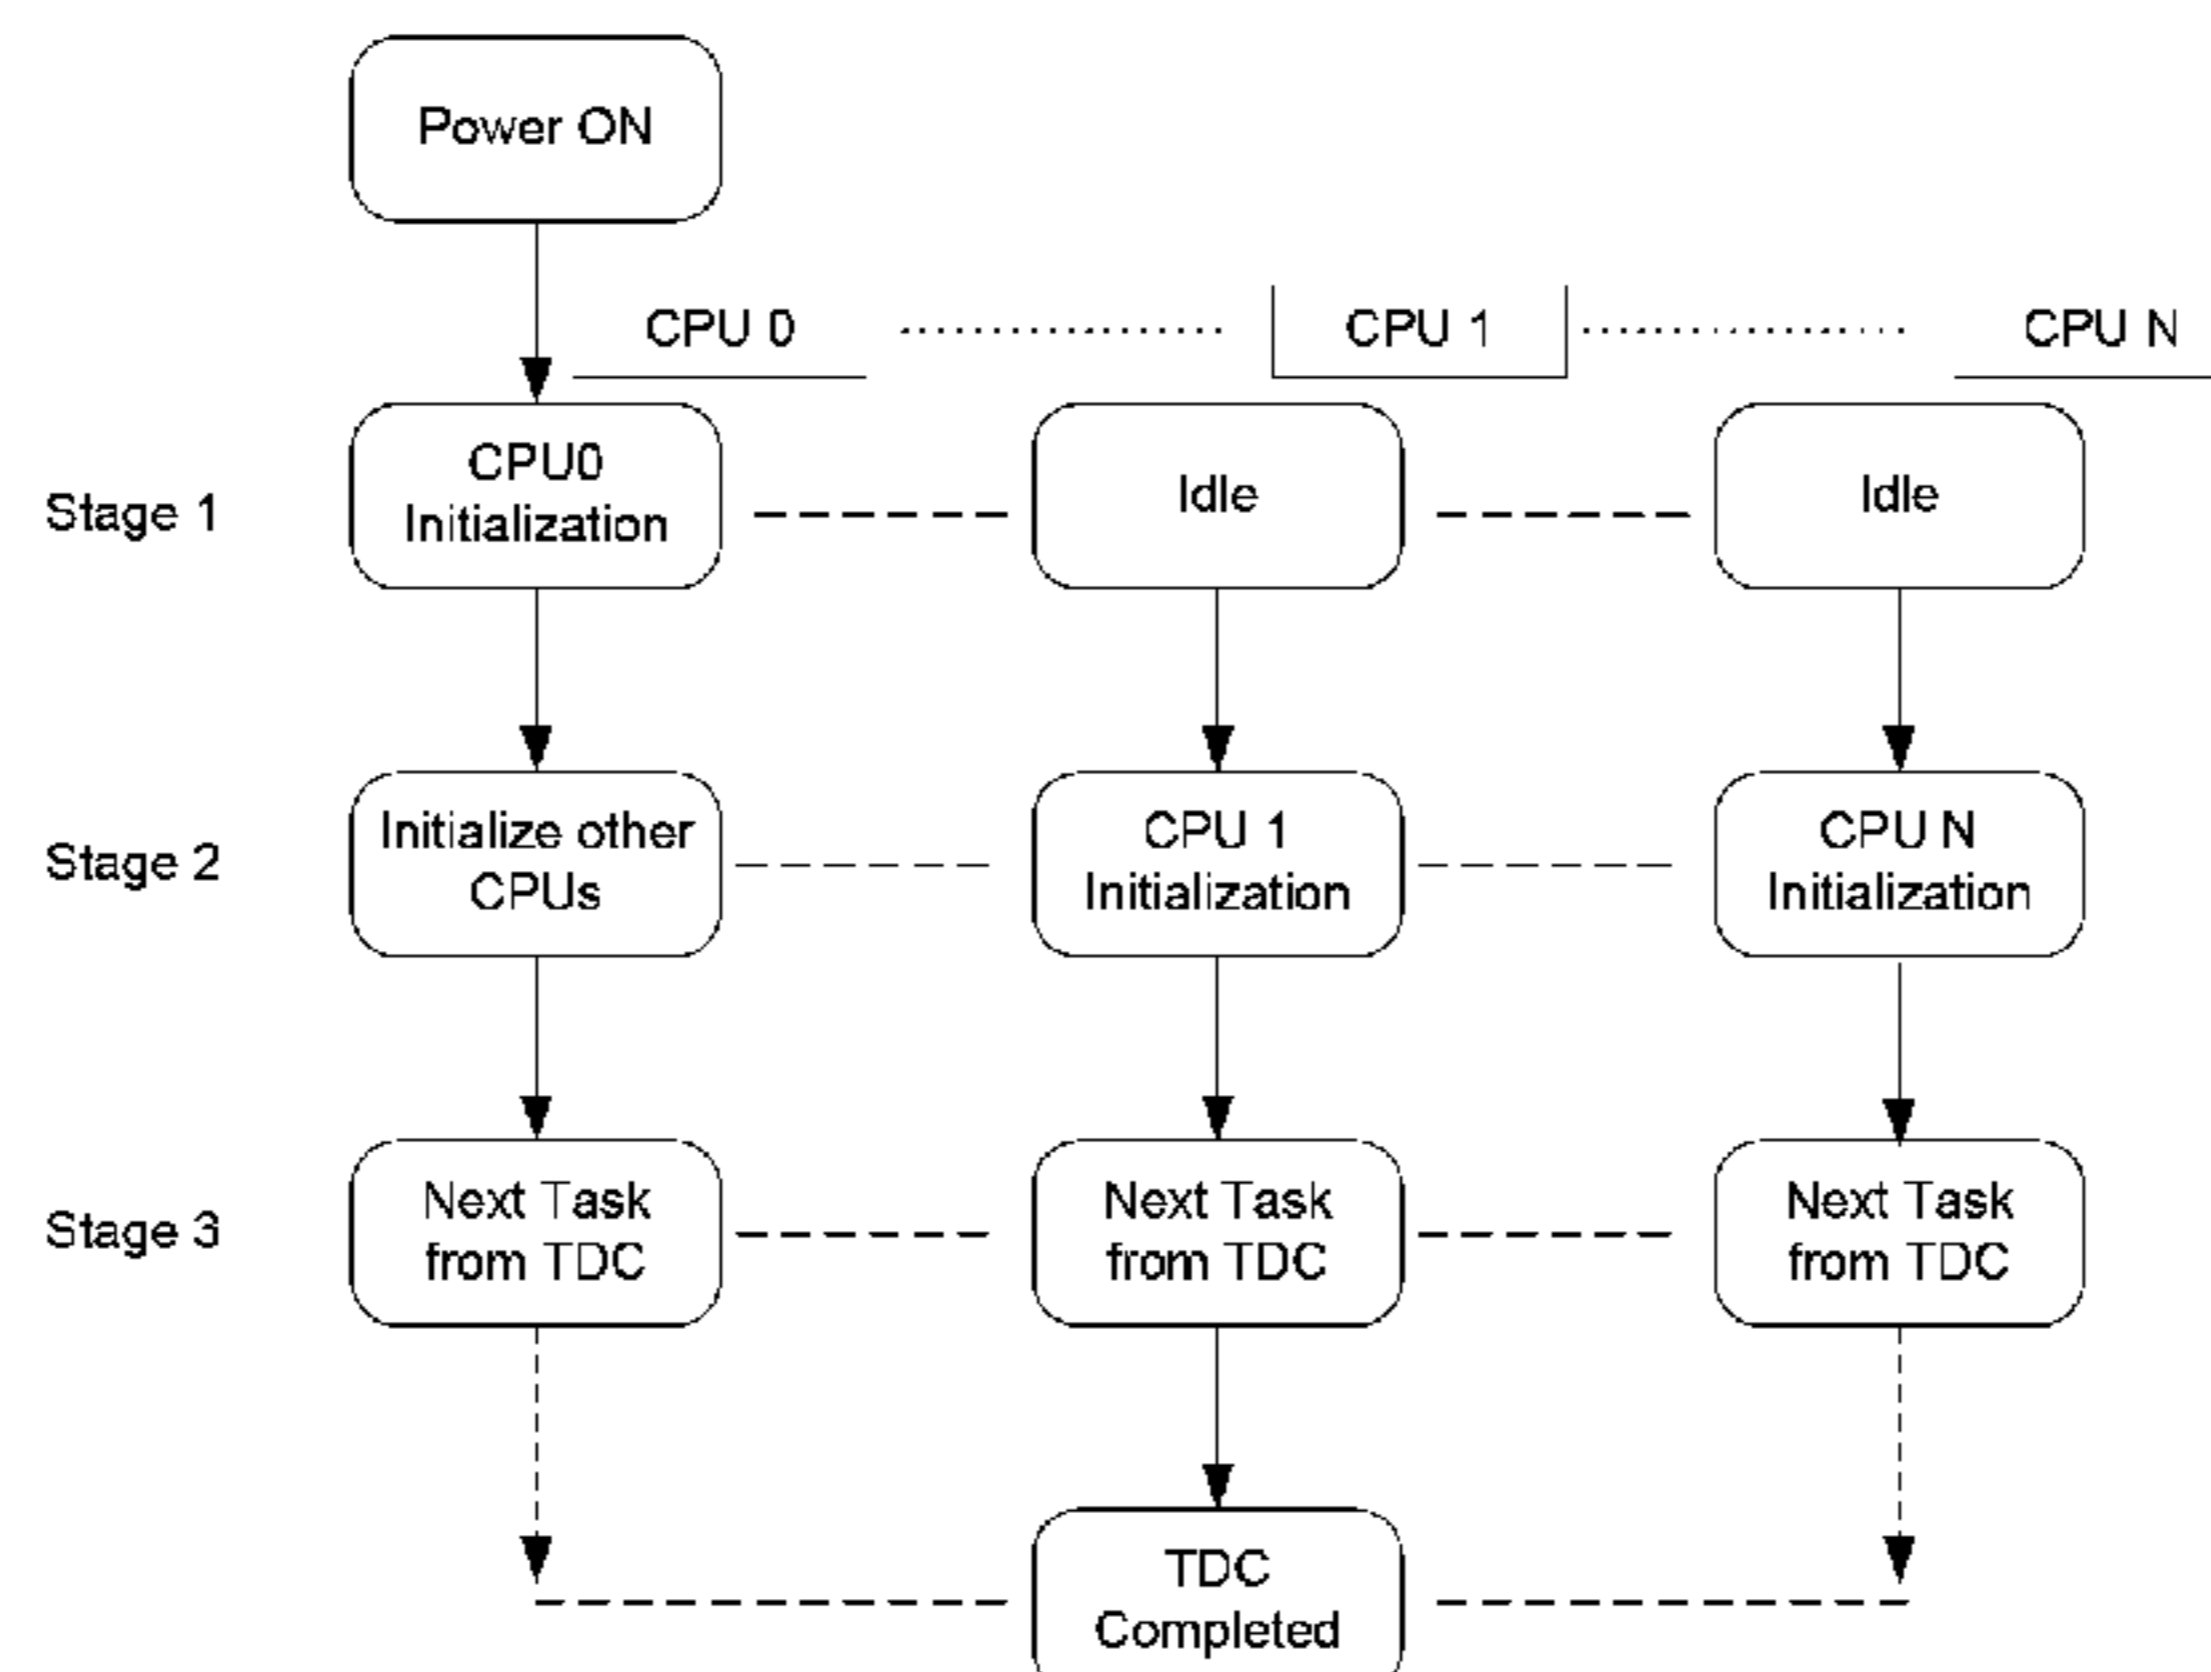 Power ON
CPU 0
CPU 1
CPU N
Stage 1
CPU0
Initialization
Idle
Idle
Stage 2
Initialize other
CPUs
CPU 1
Initialization
CPU N
Initialization
Stage 3
Next Task
from TDC
Next Task
from TDC
Next Task
from TDC
TDC
Completed